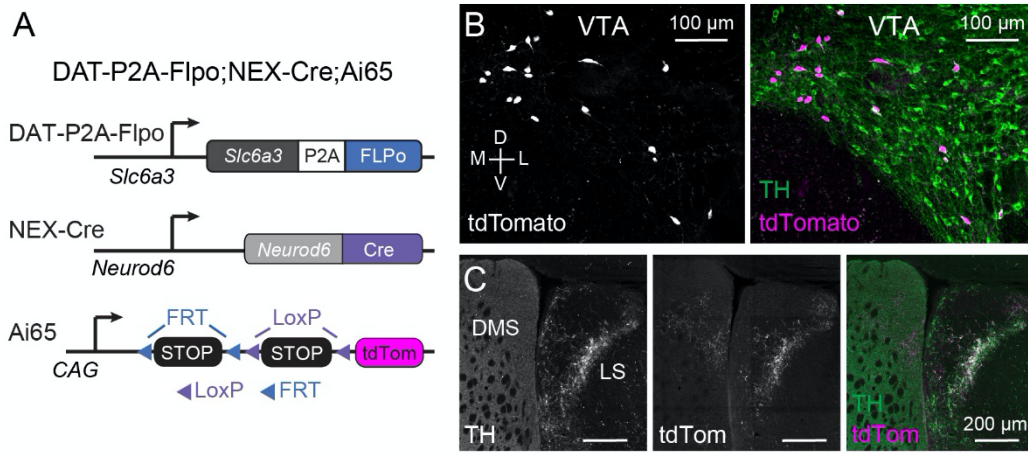 A
DAT-P2A-Flpo;NEX-Cre;Ai65
DAT-P2A-Flpo
Slc6a3 P2A FLPo
Slc6a3
NEX-Cre
Neurod6 Cre
Neurod6
Ai65
FRT LoxP
STOP STOP tdTom
CAG
LoxP FRT
B
VTA 100 µm
D
M L
V
tdTomato
VTA 100 µm
TH
tdTomato
C
DMS
LS
TH
tdTom
TH
tdTom 200 µm